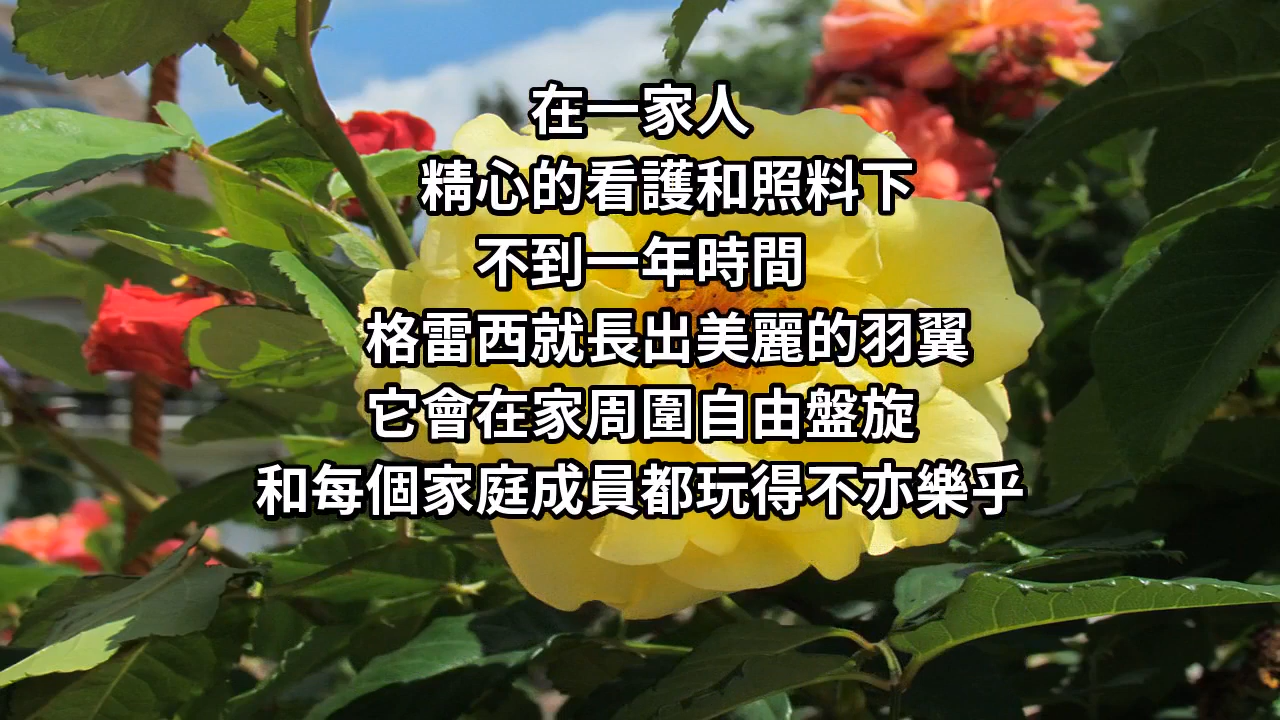 在一家人
精心的看護和照料下
不到一年時間
格雷西就長出美麗的羽翼
它會在家周圍自由盤旋
和每個家庭成員都玩得不亦樂乎